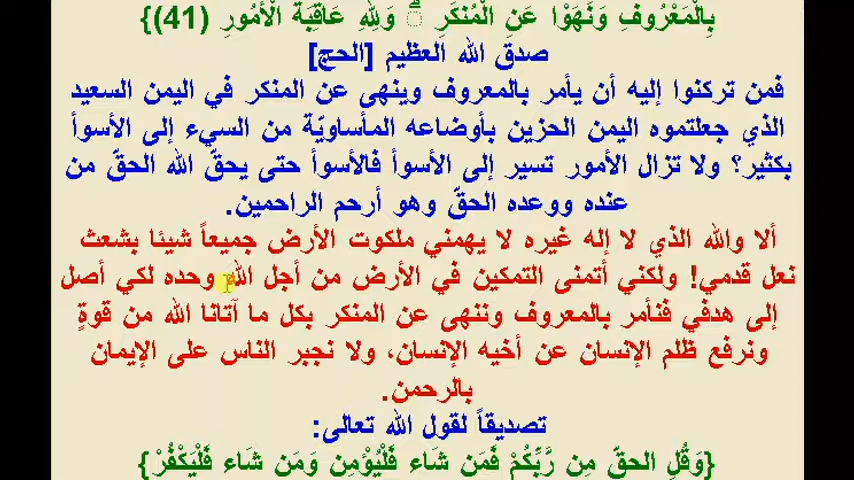 بِالْمَعْرُوفِ وَنَهَوْا عَنِ الْمُنكَرِ ۗ وَلِلَّهِ عَاقِبَةُ الْأُمُورِ (41)}
صدق الله العظيم [الحج]
فمن تركنوا إليه أن يأمر بالمعروف وينهى عن المنكر في اليمن السعيد
الذي جعلتموه اليمن الحزين بأوضاعه المأساويّة من السيء إلى الأسوأ
بكثير؟ ولا تزال الأمور تسير إلى الأسوأ فالأسوأ حتى يحقّ الله الحقّ من
عنده ووعده الحقّ وهو أرحم الراحمين.
ألا والله الذي لا إله غيره لا يهمني ملكوت الأرض جميعاً شيئا بشعث
نعل قدمي! ولكني أتمنى التمكين في الأرض من أجل الله وحده لكي أصل
إلى هدفي فنأمر بالمعروف وننهى عن المنكر بكل ما آتانا الله من قوةٍ
ونرفع ظلم الإنسان عن أخيه الإنسان، ولا نجبر الناس على الإيمان
بالرحمن.
تصديقاً لقول الله تعالى:
{وَقُلِ الحقّ مِن رَّبِّكُمْ فَمَن شَاء فَلْيُؤْمِن وَمَن شَاء فَلْيَكْفُرْ}